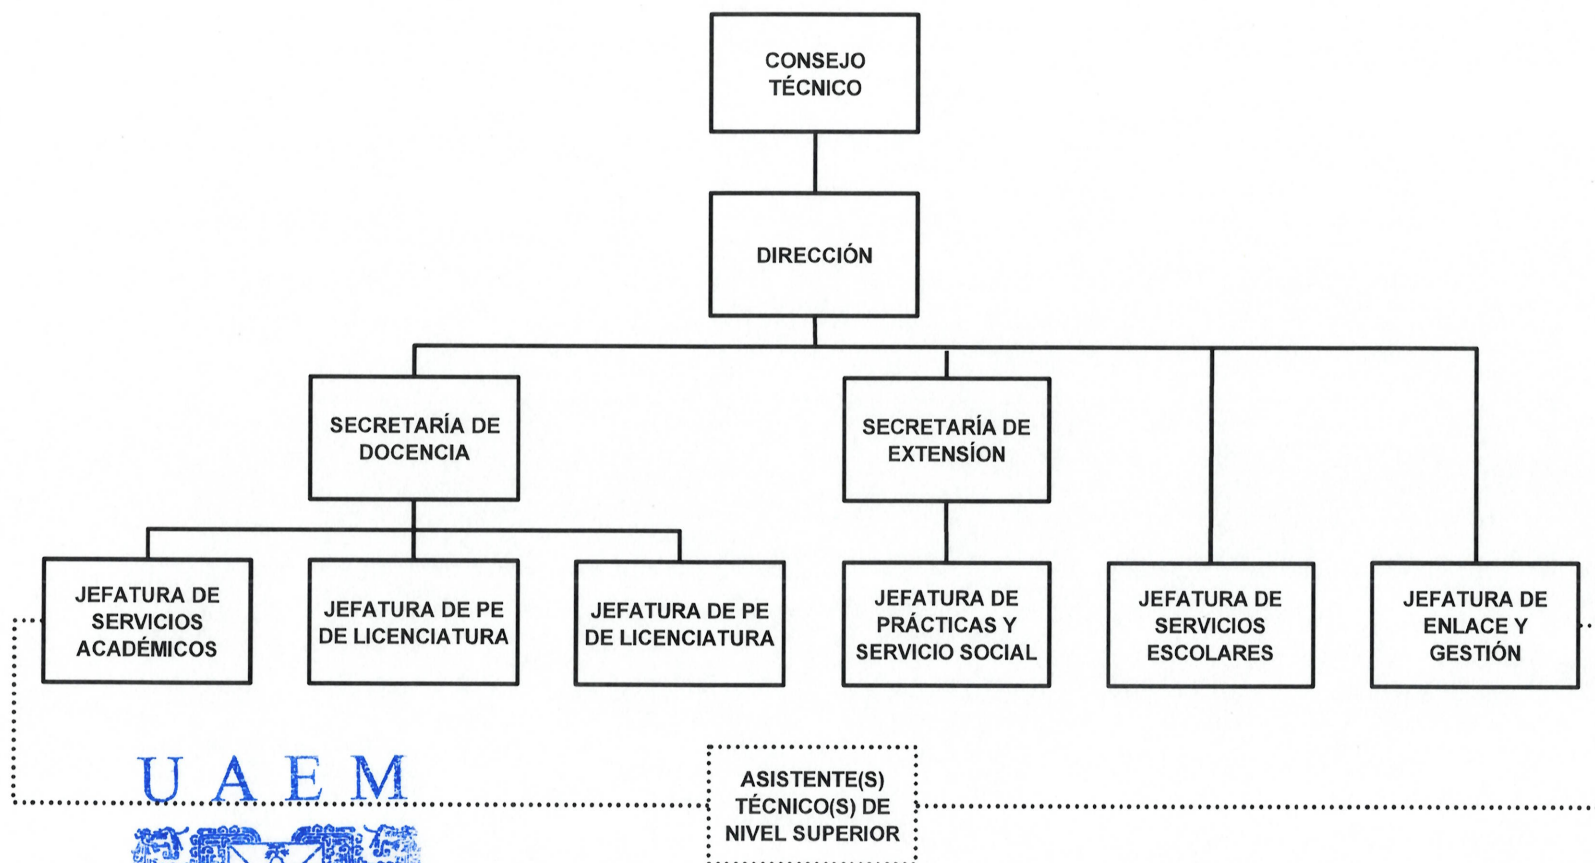 CONSEJO
TÉCNICO
DIRECCIÓN
SECRETARÍA DE
DOCENCIA
SECRETARÍA DE
EXTENSÍON
JEFATURA DE
SERVICIOS
ACADÉMICOS
JEFATURA DE PE
DE LICENCIATURA
JEFATURA DE PE
DE LICENCIATURA
JEFATURA DE
PRÁCTICAS Y
SERVICIO SOCIAL
JEFATURA DE
SERVICIOS
ESCOLARES
JEFATURA DE
ENLACE Y
GESTIÓN
UAEM
ASISTENTE(S)
TÉCNICO(S) DE
NIVEL SUPERIOR